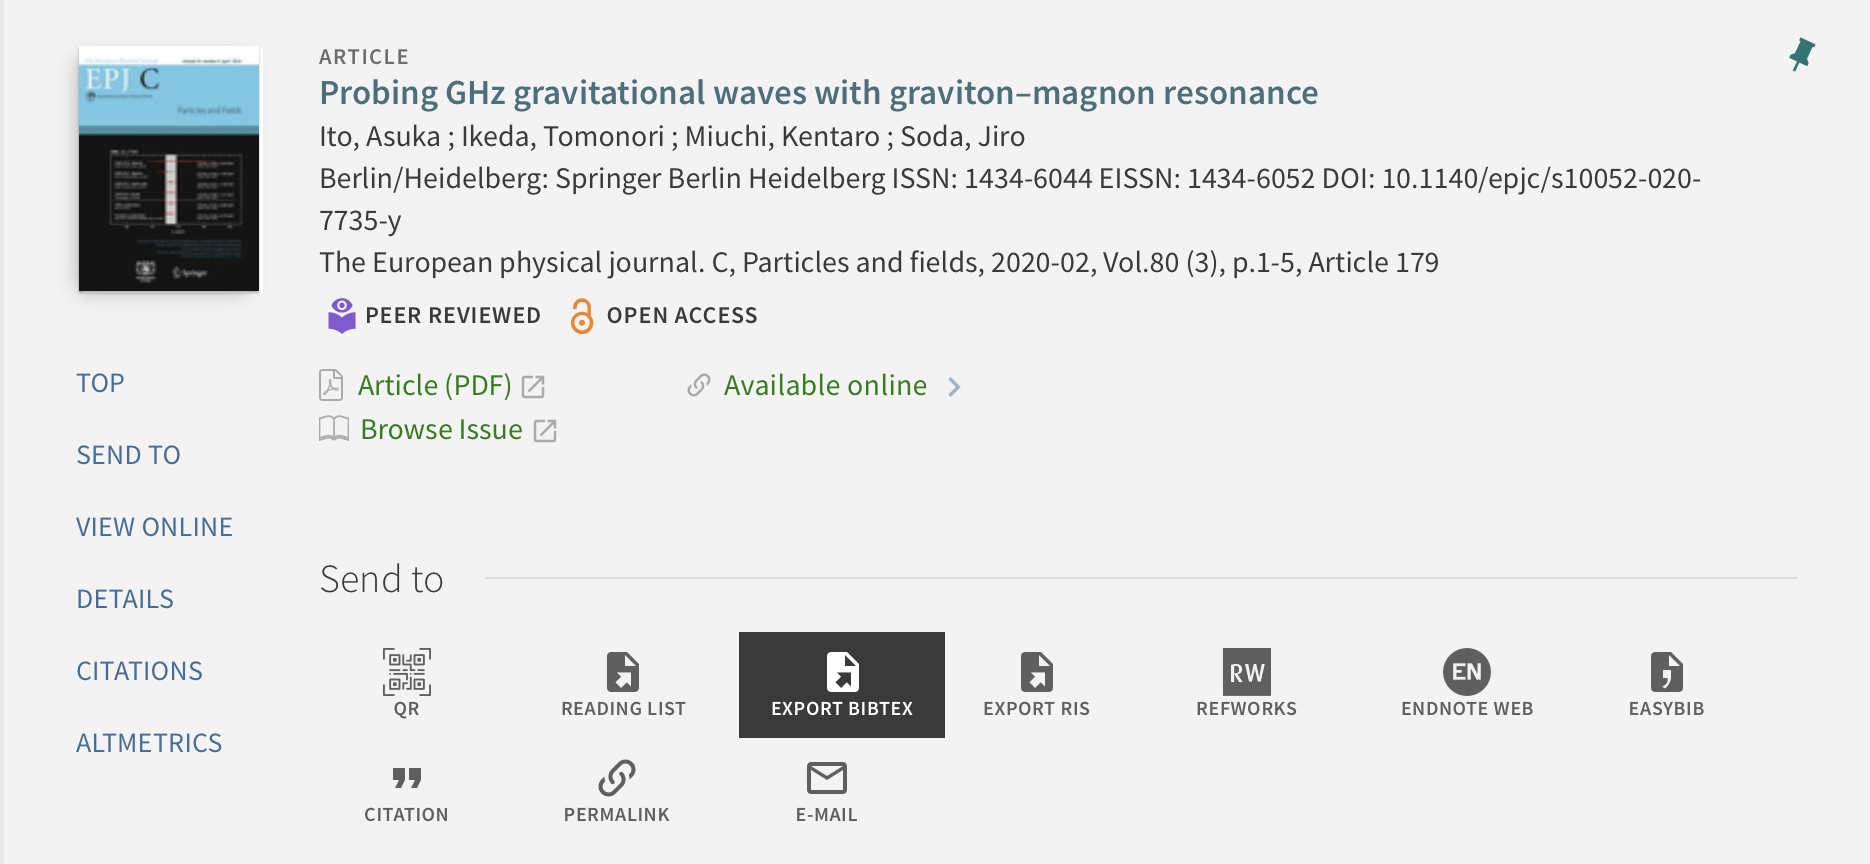 EPJ C
Particles and Fields
Springer
ARTICLE
Probing GHz gravitational waves with graviton–magnon resonance
Ito, Asuka ; Ikeda, Tomonori ; Miuchi, Kentaro ; Soda, Jiro
Berlin/Heidelberg: Springer Berlin Heidelberg ISSN: 1434-6044 EISSN: 1434-6052 DOI: 10.1140/epjc/s10052-020-
7735-y
The European physical journal. C, Particles and fields, 2020-02, Vol.80 (3), p.1-5, Article 179
PEER REVIEWED OPEN ACCESS
Article (PDF) Available online
Browse Issue
TOP
SEND TO
VIEW ONLINE
DETAILS
CITATIONS
ALTMETRICS
Send to
QR
READING LIST
EXPORT BIBTEX
EXPORT RIS
RW
REFWORKS
EN
ENDNOTE WEB
EASYBIB
CITATION
PERMALINK
E-MAIL